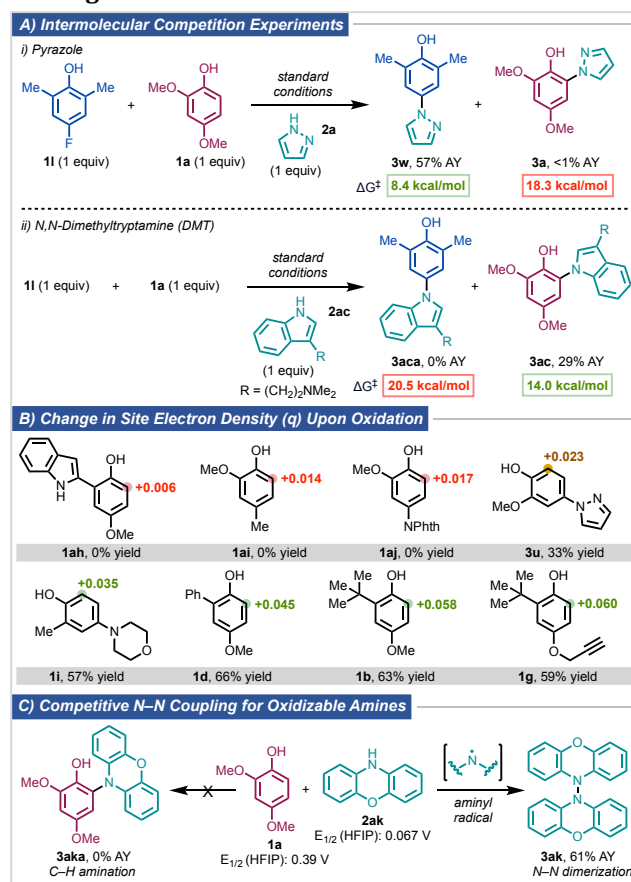 A) Intermolecular Competition Experiments
i) Pyrazole
OH
Me
Me
F
1l (1 equiv)
+
OH
MeO
OMe
1a (1 equiv)
standard
conditions
H
N
N
2a
(1 equiv)
OH
Me
Me
N
N
3w, 57% AY
+
OH
MeO
N
N
OMe
3a, <1% AY
ΔG‡
8.4 kcal/mol
18.3 kcal/mol
ii) N,N-Dimethyltryptamine (DMT)
1l (1 equiv)
+
1a (1 equiv)
standard
conditions
H
N
2ac
R
(1 equiv)
R = (CH2)2NMe2
OH
Me
Me
N
R
3aca, 0% AY
+
R
OH
MeO
N
OMe
3ac, 29% AY
ΔG‡
20.5 kcal/mol
14.0 kcal/mol
B) Change in Site Electron Density (q) Upon Oxidation
OH
N
H
+0.006
OMe
1ah, 0% yield
OH
MeO
+0.014
Me
1ai, 0% yield
OH
MeO
+0.017
NPhth
1aj, 0% yield
+0.023
HO
MeO
N
N
3u, 33% yield
+0.035
HO
Me
N
O
1i, 57% yield
OH
Ph
+0.045
OMe
1d, 66% yield
Me
Me
Me
OH
+0.058
OMe
1b, 63% yield
Me
Me
Me
OH
+0.060
O
1g, 59% yield
C) Competitive N–N Coupling for Oxidizable Amines
O
OH
MeO
N
OMe
3aka, 0% AY
C–H amination
X
OH
MeO
OMe
1a
E1/2 (HFIP): 0.39 V
+
H
N
O
2ak
E1/2 (HFIP): 0.067 V
N
aminyl
radical
O
N
N
O
3ak, 61% AY
N–N dimerization